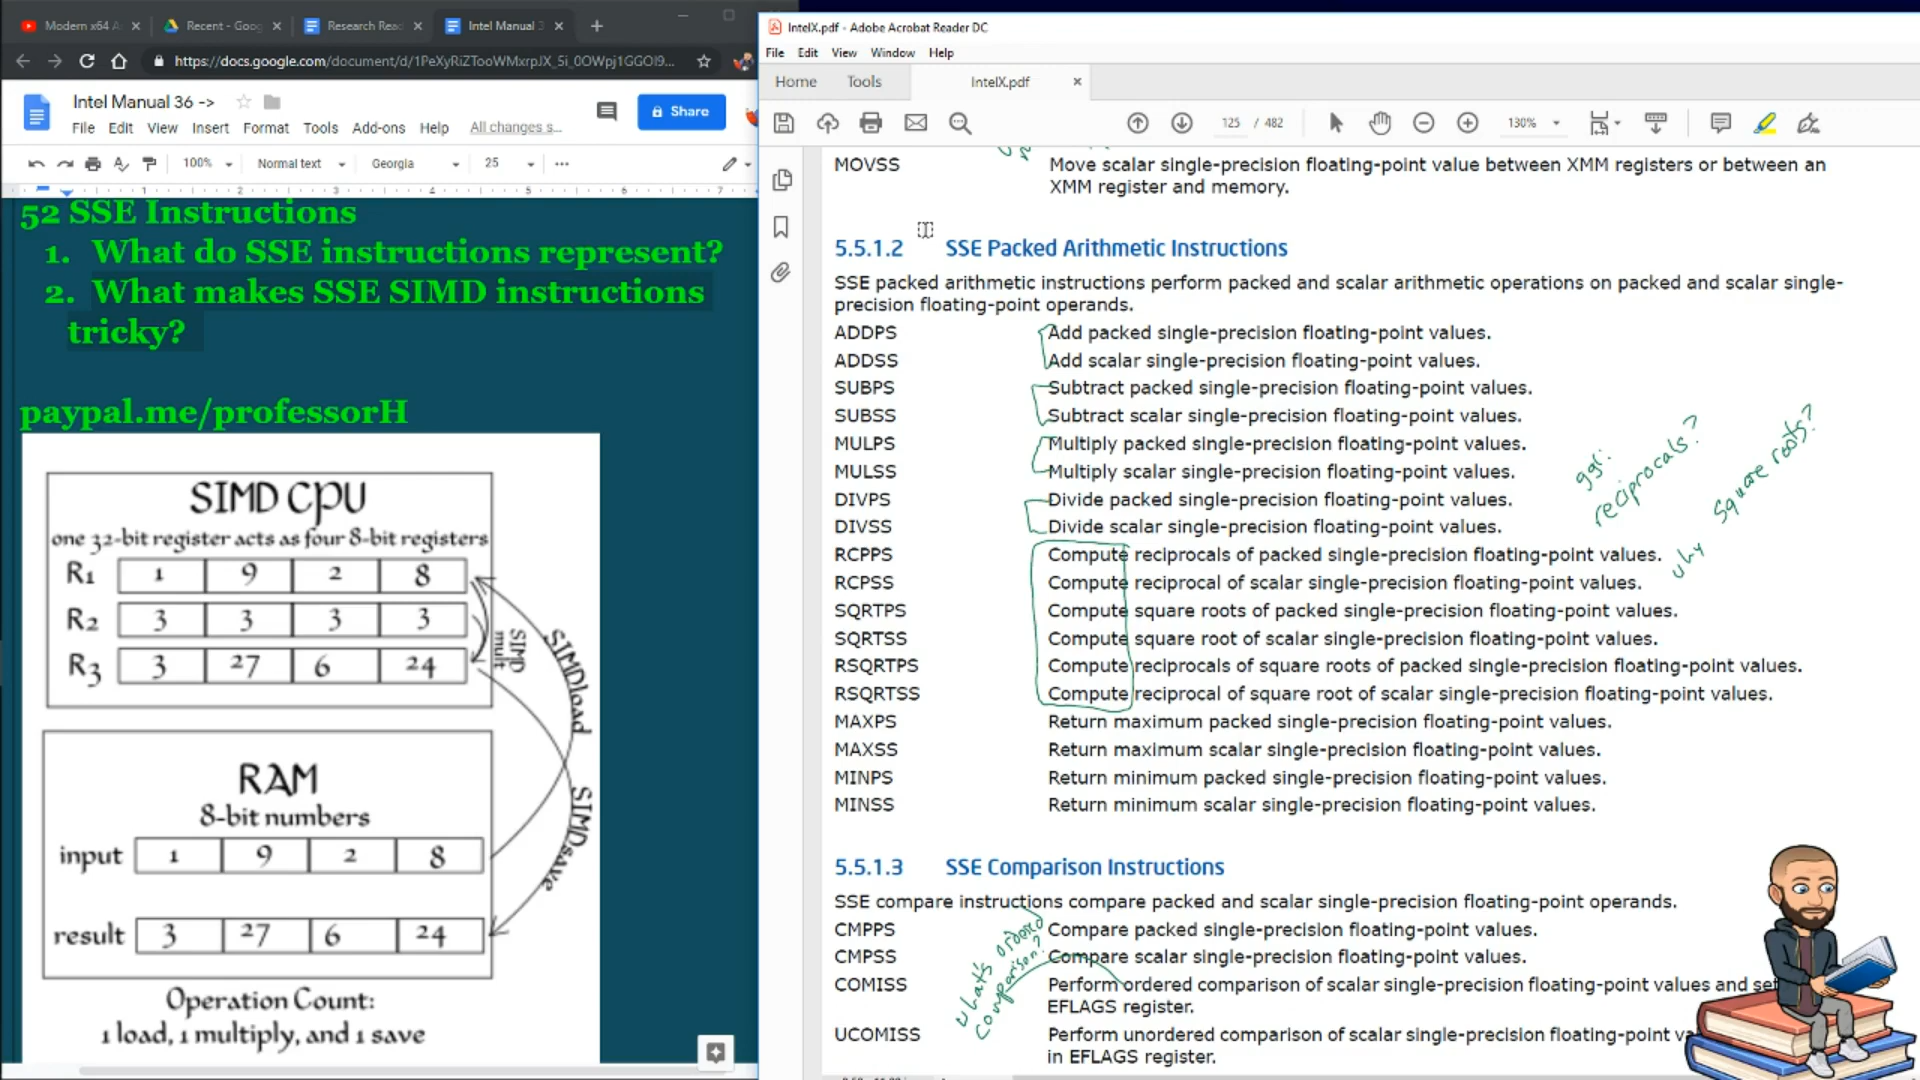 Modern x64 A
Recent - Goog
Research Rea
Intel Manual 3
https://docs.google.com/document/d/1PeXyRiZTooWMxrpJX_5i_0OWpj1GGOI9...
Intel Manual 36 ->
Share
File Edit View Insert Format Tools Add-ons Help All changes s...
100% Normal text Georgia 25
1 2 3 4 5 6 7
52 SSE Instructions
1. What do SSE instructions represent?
2. What makes SSE SIMD instructions
tricky?
paypal.me/professorH
SIMD CPU
one 32-bit register acts as four 8-bit registers
R1 1 9 2 8
R2 3 3 3 3
R3 3 27 6 24
SIMD
mult
SIMDload
RAM
8-bit numbers
input 1 9 2 8
SIMDsave
result 3 27 6 24
Operation Count:
1 load, 1 multiply, and 1 save
IntelX.pdf - Adobe Acrobat Reader DC
File Edit View Window Help
Home Tools IntelX.pdf
125 / 482 130%
MOVSS Move scalar single-precision floating-point value between XMM registers or between an
XMM register and memory.
5.5.1.2 SSE Packed Arithmetic Instructions
SSE packed arithmetic instructions perform packed and scalar arithmetic operations on packed and scalar single-
precision floating-point operands.
ADDPS Add packed single-precision floating-point values.
ADDSS Add scalar single-precision floating-point values.
SUBPS Subtract packed single-precision floating-point values.
SUBSS Subtract scalar single-precision floating-point values.
MULPS Multiply packed single-precision floating-point values.
MULSS Multiply scalar single-precision floating-point values.
DIVPS Divide packed single-precision floating-point values.
DIVSS Divide scalar single-precision floating-point values.
RCPPS Compute reciprocals of packed single-precision floating-point values.
RCPSS Compute reciprocal of scalar single-precision floating-point values.
SQRTPS Compute square roots of packed single-precision floating-point values.
SQRTSS Compute square root of scalar single-precision floating-point values.
RSQRTPS Compute reciprocals of square roots of packed single-precision floating-point values.
RSQRTSS Compute reciprocal of square root of scalar single-precision floating-point values.
MAXPS Return maximum packed single-precision floating-point values.
MAXSS Return maximum scalar single-precision floating-point values.
MINPS Return minimum packed single-precision floating-point values.
MINSS Return minimum scalar single-precision floating-point values.
reciprocals?
why square roots?
5.5.1.3 SSE Comparison Instructions
SSE compare instructions compare packed and scalar single-precision floating-point operands.
CMPPS Compare packed single-precision floating-point values.
CMPSS Compare scalar single-precision floating-point values.
COMISS Perform ordered comparison of scalar single-precision floating-point values and set
EFLAGS register.
UCOMISS Perform unordered comparison of scalar single-precision floating-point va
in EFLAGS register.
what's ordered
comparison?